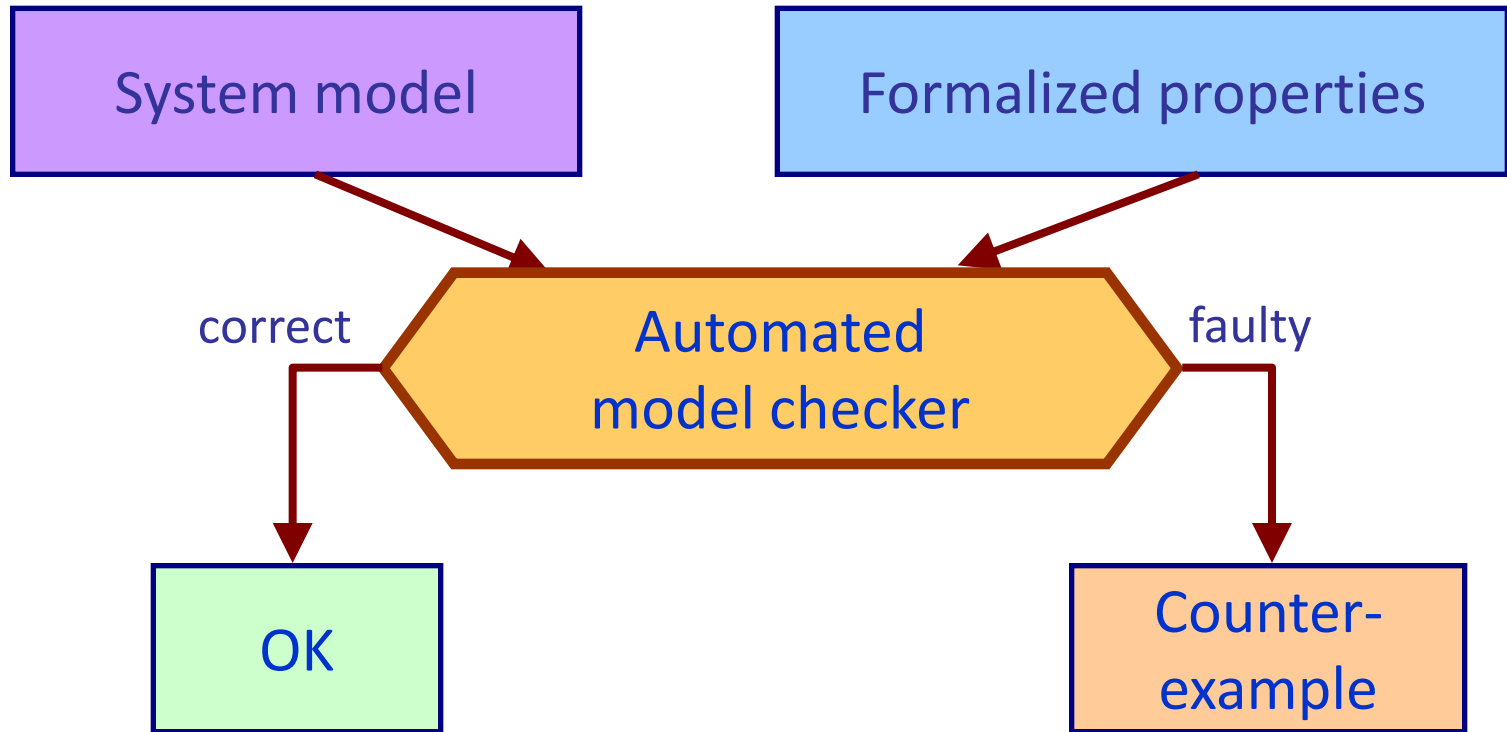 System model
Formalized properties
correct
Automated
model checker
faulty
OK
Counter-
example